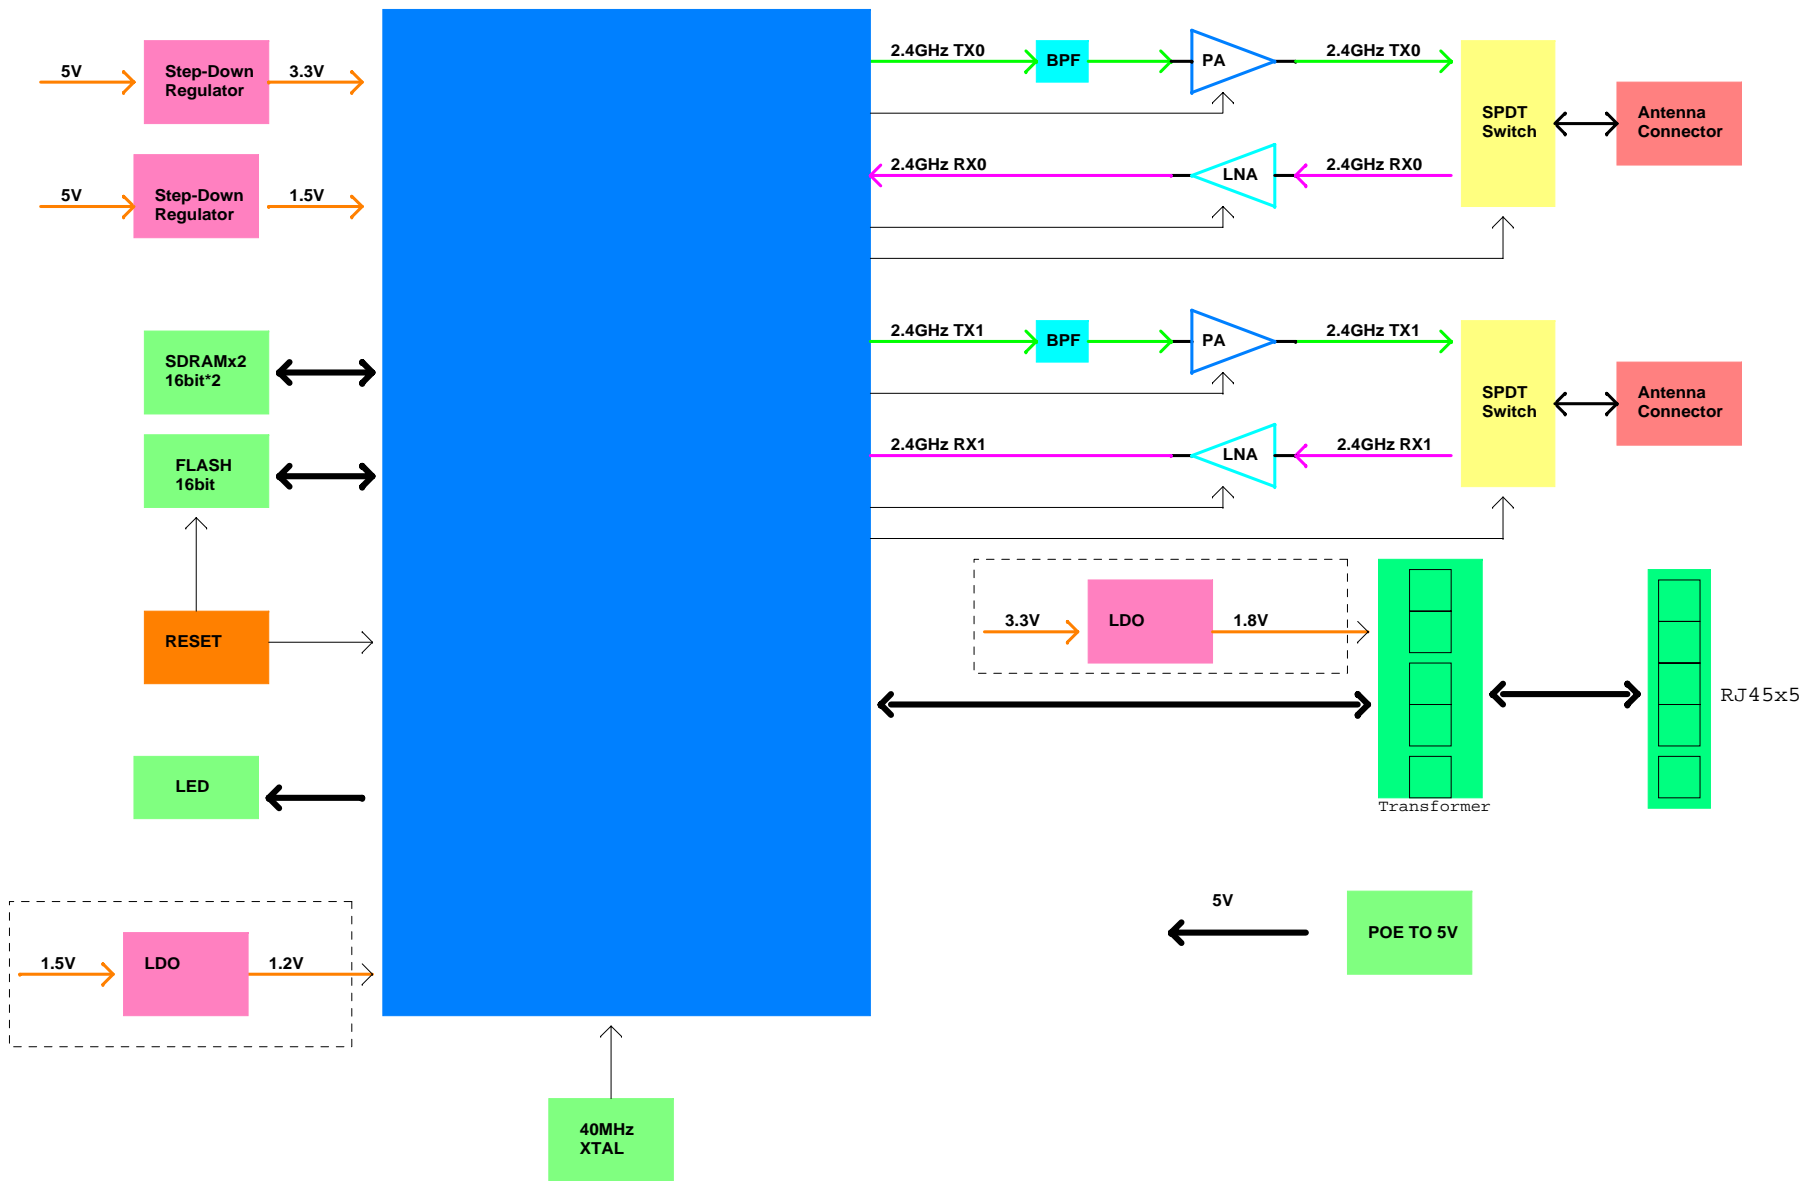 5V
Step-Down
Regulator
3.3V
5V
Step-Down
Regulator
1.5V
SDRAMx2
16bit*2
FLASH
16bit
RESET
LED
1.5V
LDO
1.2V
40MHz
XTAL
2.4GHz TX0
BPF
PA
2.4GHz TX0
SPDT
Switch
Antenna
Connector
2.4GHz RX0
LNA
2.4GHz RX0
2.4GHz TX1
BPF
PA
2.4GHz TX1
SPDT
Switch
Antenna
Connector
2.4GHz RX1
LNA
2.4GHz RX1
3.3V
LDO
1.8V
Transformer
RJ45x5
5V
POE TO 5V